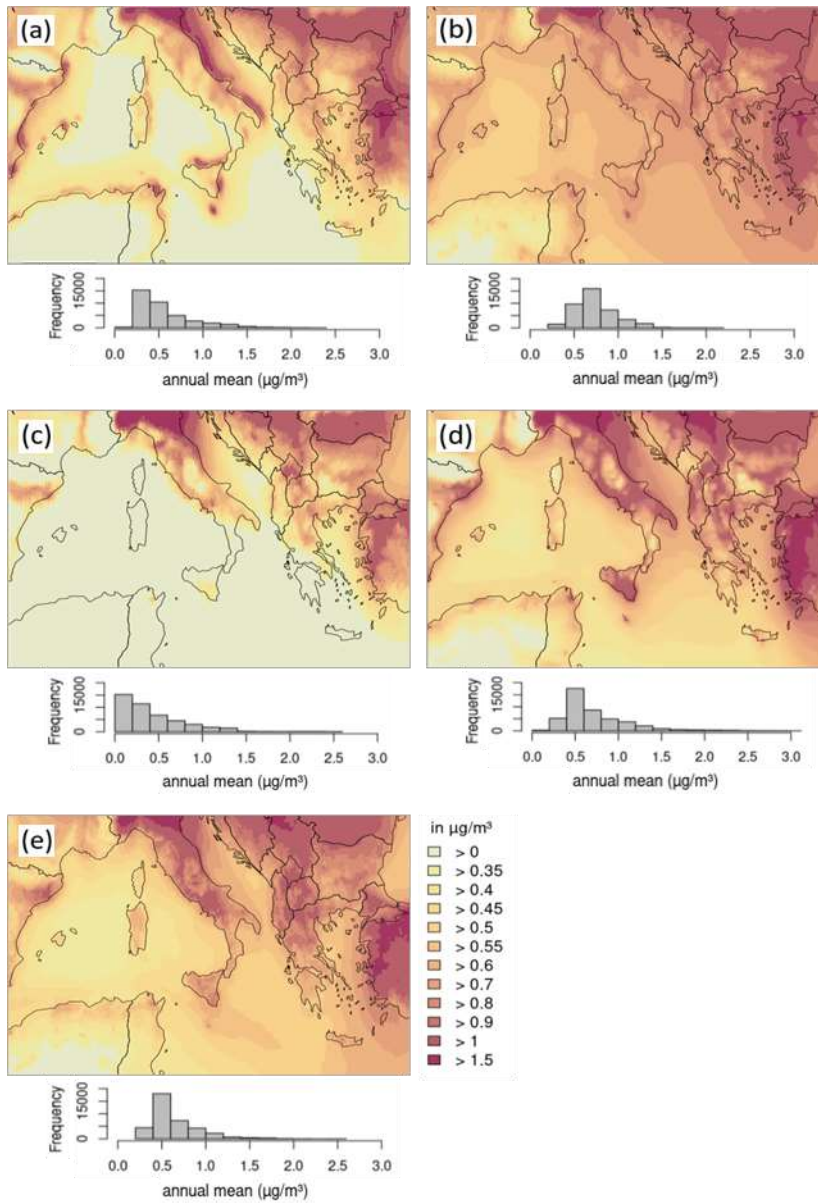 (a)
(b)
Frequency
0 15000
0.0 0.5 1.0 1.5 2.0 2.5 3.0
annual mean (µg/m³)
Frequency
0 15000
0.0 0.5 1.0 1.5 2.0 2.5 3.0
annual mean (µg/m³)
(c)
(d)
Frequency
0 15000
0.0 0.5 1.0 1.5 2.0 2.5 3.0
annual mean (µg/m³)
Frequency
0 15000
0.0 0.5 1.0 1.5 2.0 2.5 3.0
annual mean (µg/m³)
(e)
in µg/m³
> 0
> 0.35
> 0.4
> 0.45
> 0.5
> 0.55
> 0.6
> 0.7
> 0.8
> 0.9
> 1
> 1.5
Frequency
0 15000
0.0 0.5 1.0 1.5 2.0 2.5 3.0
annual mean (µg/m³)